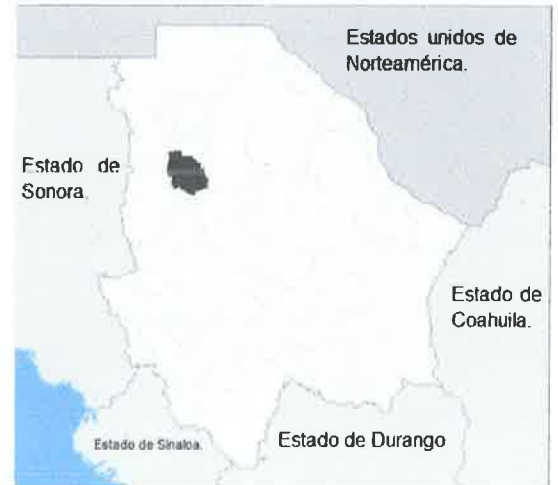 Estados unidos de
Norteamérica.
Estado de
Sonora.
Estado de
Coahuila.
Estado de Sinaloa.
Estado de Durango